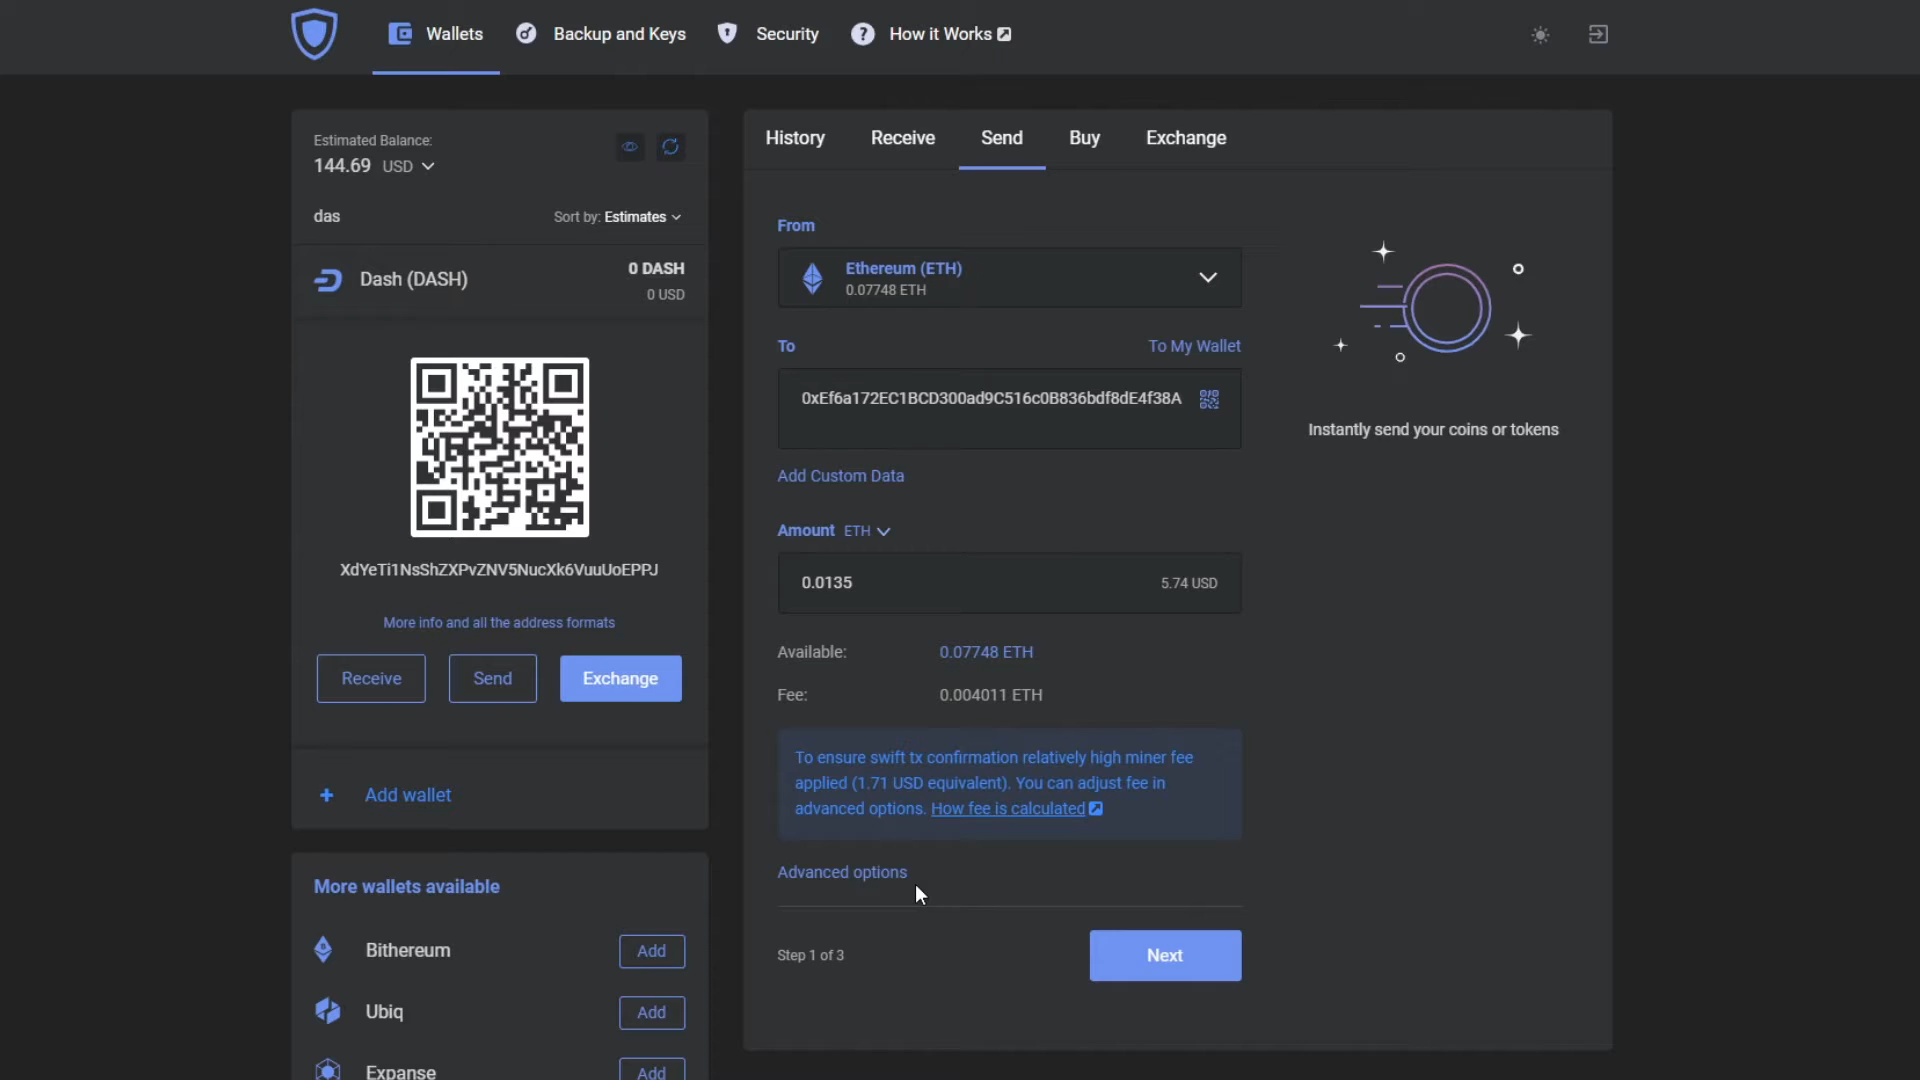 Wallets
Backup and Keys
Security
How it Works
Estimated Balance:
144.69 USD
das
Sort by: Estimates
Dash (DASH)
0 DASH
0 USD
XdYeTi1NsShZXPvZNV5NucXk6VuuUoEPPJ
More info and all the address formats
Receive
Send
Exchange
+ Add wallet
More wallets available
Bithereum
Add
Ubiq
Add
Expanse
Add
History
Receive
Send
Buy
Exchange
From
Ethereum (ETH)
0.07748 ETH
To
To My Wallet
0xEf6a172EC1BCD300ad9C516c0B836bdf8dE4f38A
Add Custom Data
Amount ETH
0.0135
5.74 USD
Available: 0.07748 ETH
Fee: 0.004011 ETH
To ensure swift tx confirmation relatively high miner fee
applied (1.71 USD equivalent). You can adjust fee in
advanced options. How fee is calculated
Advanced options
Step 1 of 3
Next
Instantly send your coins or tokens